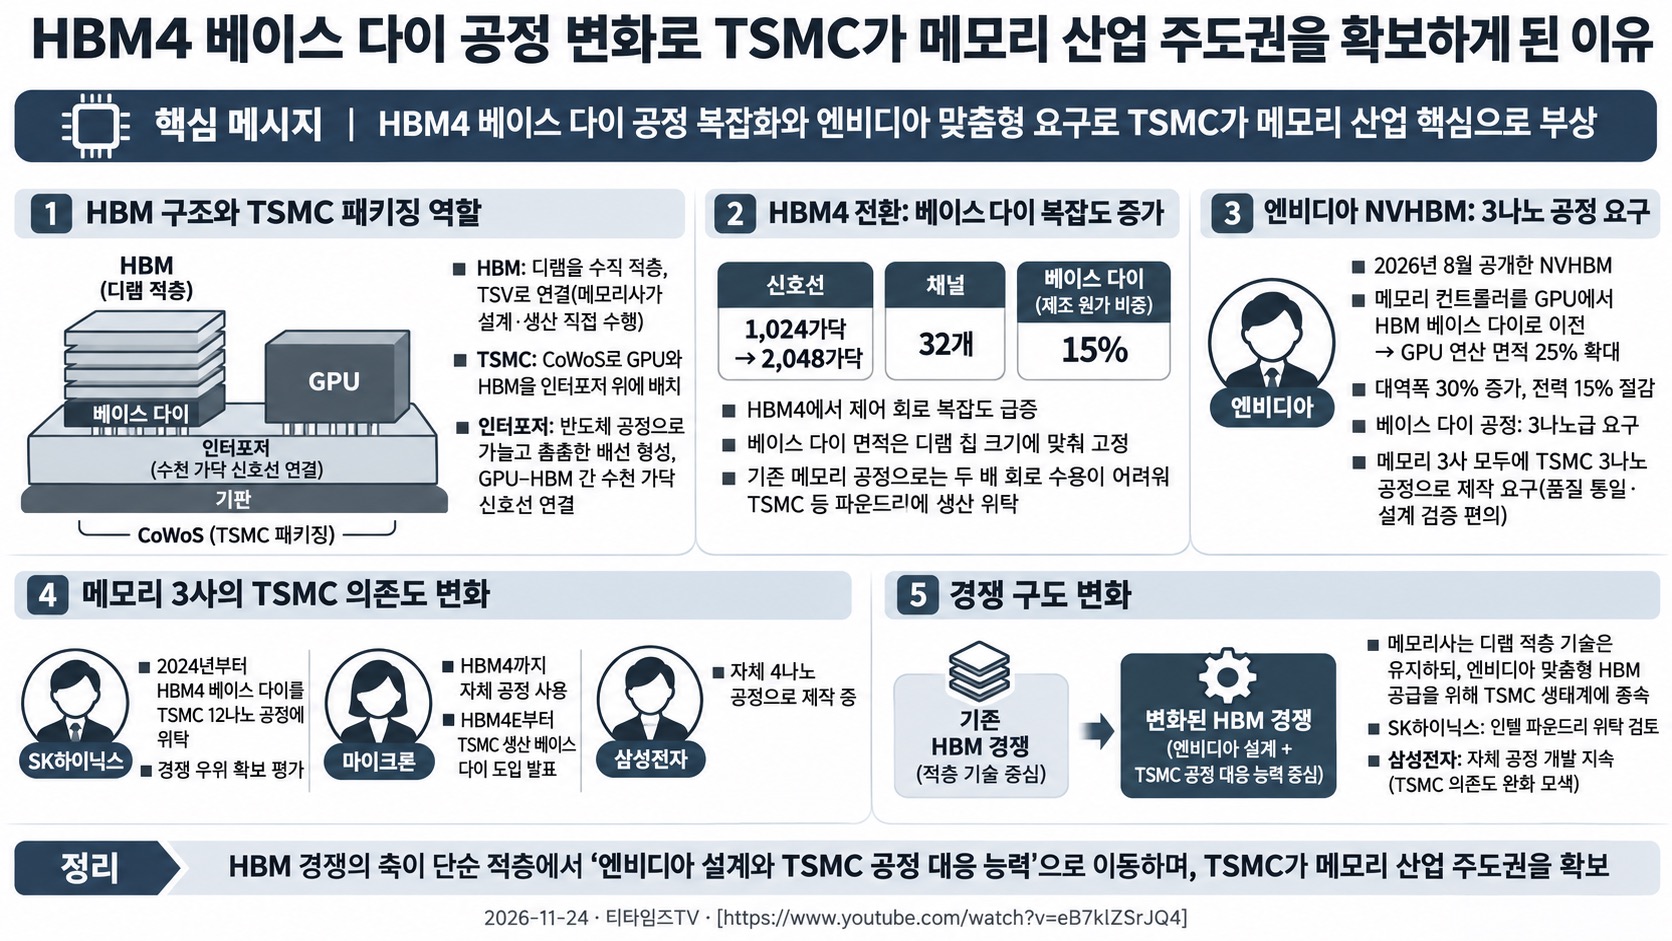 HBM4 베이스 다이 공정 변화로 TSMC가 메모리 산업 주도권을 확보하게 된 이유
핵심 메시지 | HBM4 베이스 다이 공정 복잡화와 엔비디아 맞춤형 요구로 TSMC가 메모리 산업 핵심으로 부상
1 HBM 구조와 TSMC 패키징 역할
HBM
(디램 적층)
GPU
베이스 다이
인터포저
(수천 가닥 신호선 연결)
기판
CoWoS (TSMC 패키징)
■ HBM: 디램을 수직 적층,
TSV로 연결(메모리사가
설계·생산 직접 수행)
■ TSMC: CoWoS로 GPU와
HBM을 인터포저 위에 배치
■ 인터포저: 반도체 공정으로
가늘고 촘촘한 배선 형성,
GPU–HBM 간 수천 가닥
신호선 연결
2 HBM4 전환: 베이스 다이 복잡도 증가
신호선
1,024가닥
→ 2,048가닥
채널
32개
베이스 다이
(제조 원가 비중)
15%
■ HBM4에서 제어 회로 복잡도 급증
■ 베이스 다이 면적은 디램 칩 크기에 맞춰 고정
■ 기존 메모리 공정으로는 두 배 회로 수용이 어려워
TSMC 등 파운드리에 생산 위탁
3 엔비디아 NVHBM: 3나노 공정 요구
엔비디아
■ 2026년 8월 공개한 NVHBM
■ 메모리 컨트롤러를 GPU에서
HBM 베이스 다이로 이전
→ GPU 연산 면적 25% 확대
■ 대역폭 30% 증가, 전력 15% 절감
■ 베이스 다이 공정: 3나노급 요구
■ 메모리 3사 모두에 TSMC 3나노
공정으로 제작 요구(품질 통일·
설계 검증 편의)
4 메모리 3사의 TSMC 의존도 변화
SK하이닉스
■ 2024년부터
HBM4 베이스 다이를
TSMC 12나노 공정에
위탁
■ 경쟁 우위 확보 평가
마이크론
■ HBM4까지
자체 공정 사용
■ HBM4E부터
TSMC 생산 베이스
다이 도입 발표
삼성전자
■ 자체 4나노
공정으로 제작 중
5 경쟁 구도 변화
기존
HBM 경쟁
(적층 기술 중심)
변화된 HBM 경쟁
(엔비디아 설계 +
TSMC 공정 대응 능력 중심)
■ 메모리사는 디램 적층 기술은
유지하되, 엔비디아 맞춤형 HBM
공급을 위해 TSMC 생태계에 종속
■ SK하이닉스: 인텔 파운드리 위탁 검토
■ 삼성전자: 자체 공정 개발 지속
(TSMC 의존도 완화 모색)
정리
HBM 경쟁의 축이 단순 적층에서 ‘엔비디아 설계와 TSMC 공정 대응 능력’으로 이동하며, TSMC가 메모리 산업 주도권을 확보
2026-11-24 · 티타임즈TV · [https://www.youtube.com/watch?v=eB7klZSrJQ4]